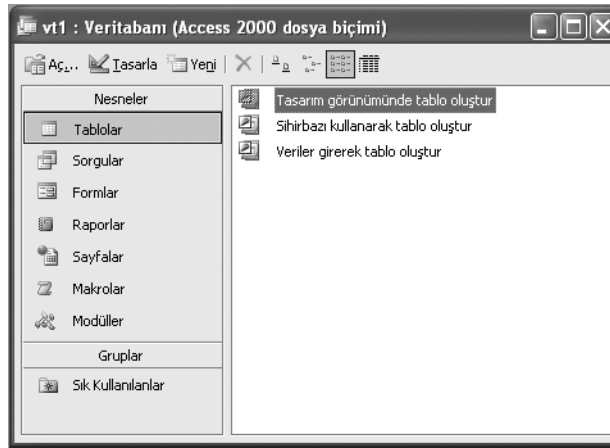 vt1 : Veritabanı (Access 2000 dosya biçimi)
Aç... Tasarla Yeni
Nesneler
Tablolar
Sorgular
Formlar
Raporlar
Sayfalar
Makrolar
Modüller
Gruplar
Sık Kullanılanlar
Tasarım görünümünde tablo oluştur
Sihirbazı kullanarak tablo oluştur
Veriler girerek tablo oluştur